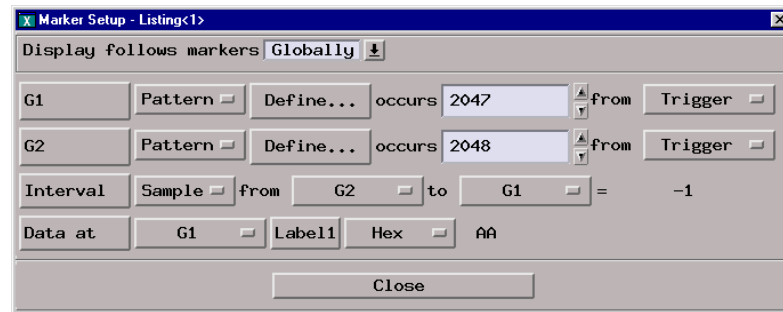 X Marker Setup - Listing<1>
Display follows markers Globally
G1 Pattern Define... occurs 2047 from Trigger
G2 Pattern Define... occurs 2048 from Trigger
Interval Sample from G2 to G1 = -1
Data at G1 Label1 Hex AA
Close